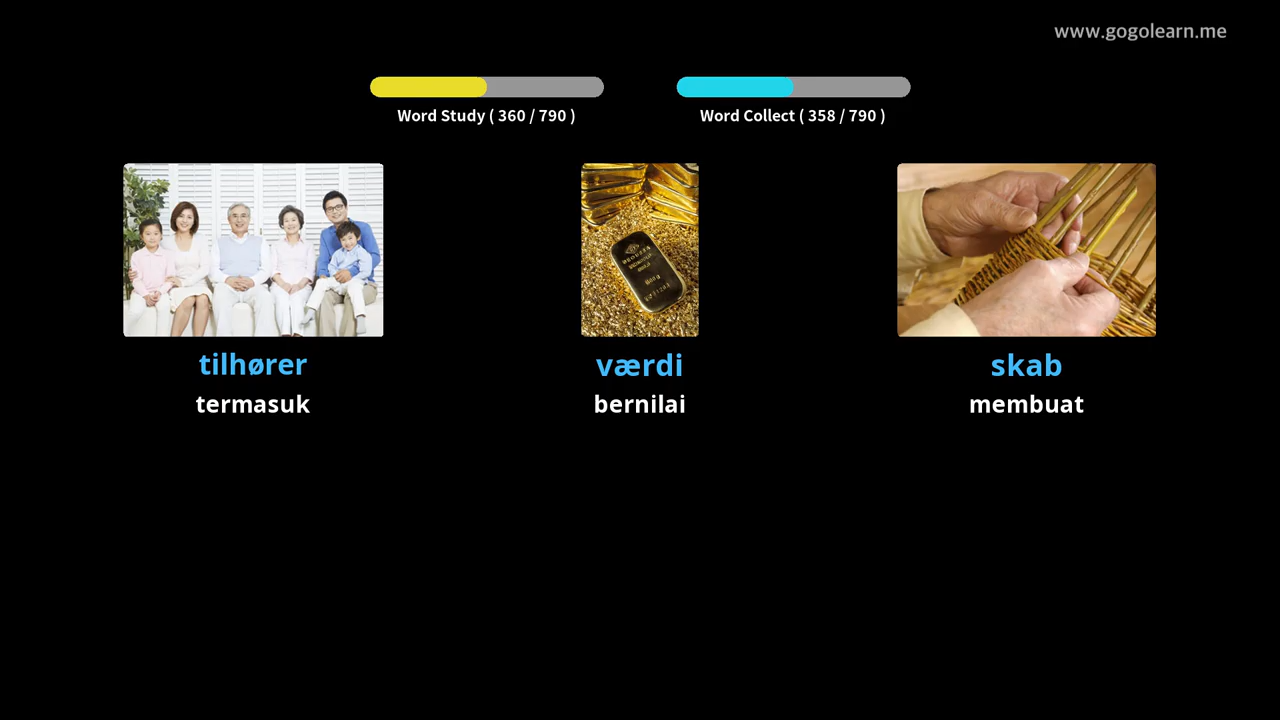 www.gogolearn.me
Word Study ( 360 / 790 )
Word Collect ( 358 / 790 )
tilhører
værdi
skab
termasuk
bernilai
membuat